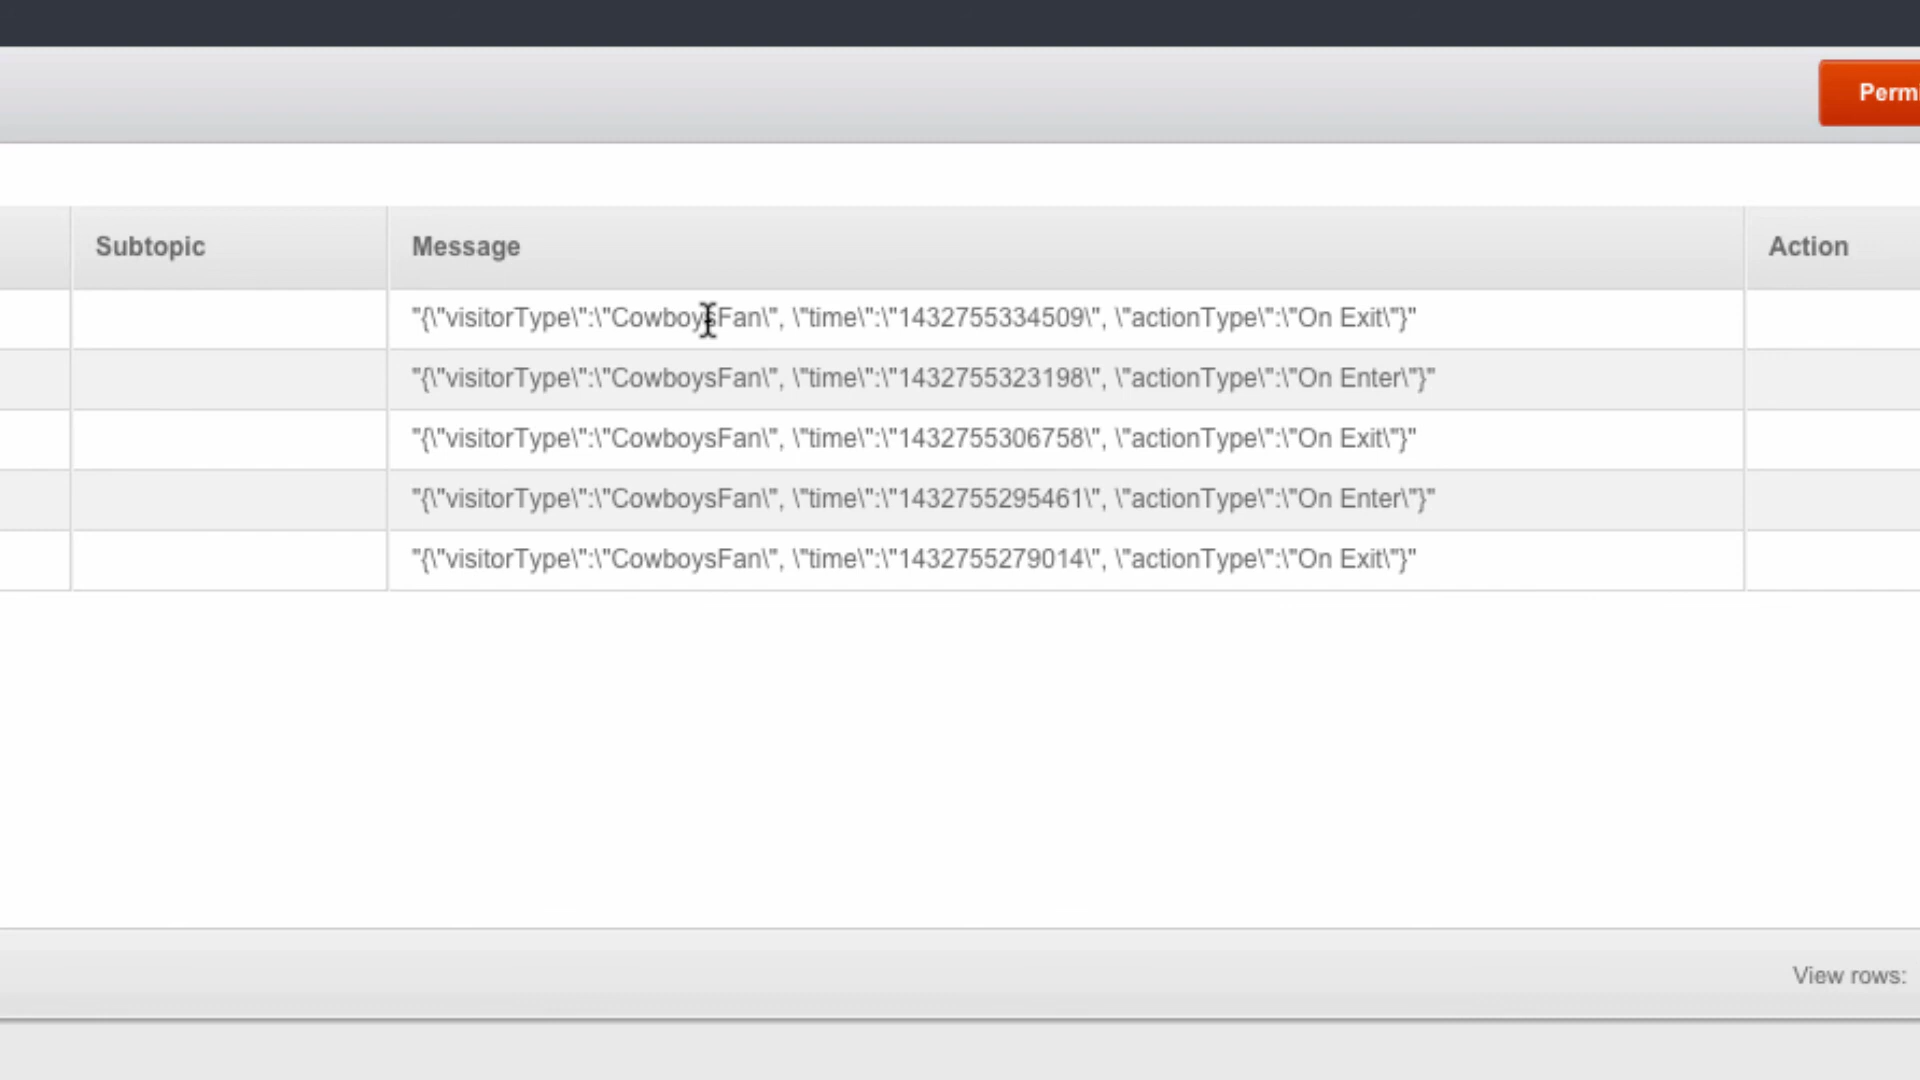 Permi
Subtopic Message Action
"{\"visitorType\":\"CowboysFan\", \"time\":\"1432755334509\", \"actionType\":\"On Exit\"}"
"{\"visitorType\":\"CowboysFan\", \"time\":\"1432755323198\", \"actionType\":\"On Enter\"}"
"{\"visitorType\":\"CowboysFan\", \"time\":\"1432755306758\", \"actionType\":\"On Exit\"}"
"{\"visitorType\":\"CowboysFan\", \"time\":\"1432755295461\", \"actionType\":\"On Enter\"}"
"{\"visitorType\":\"CowboysFan\", \"time\":\"1432755279014\", \"actionType\":\"On Exit\"}"
View rows: